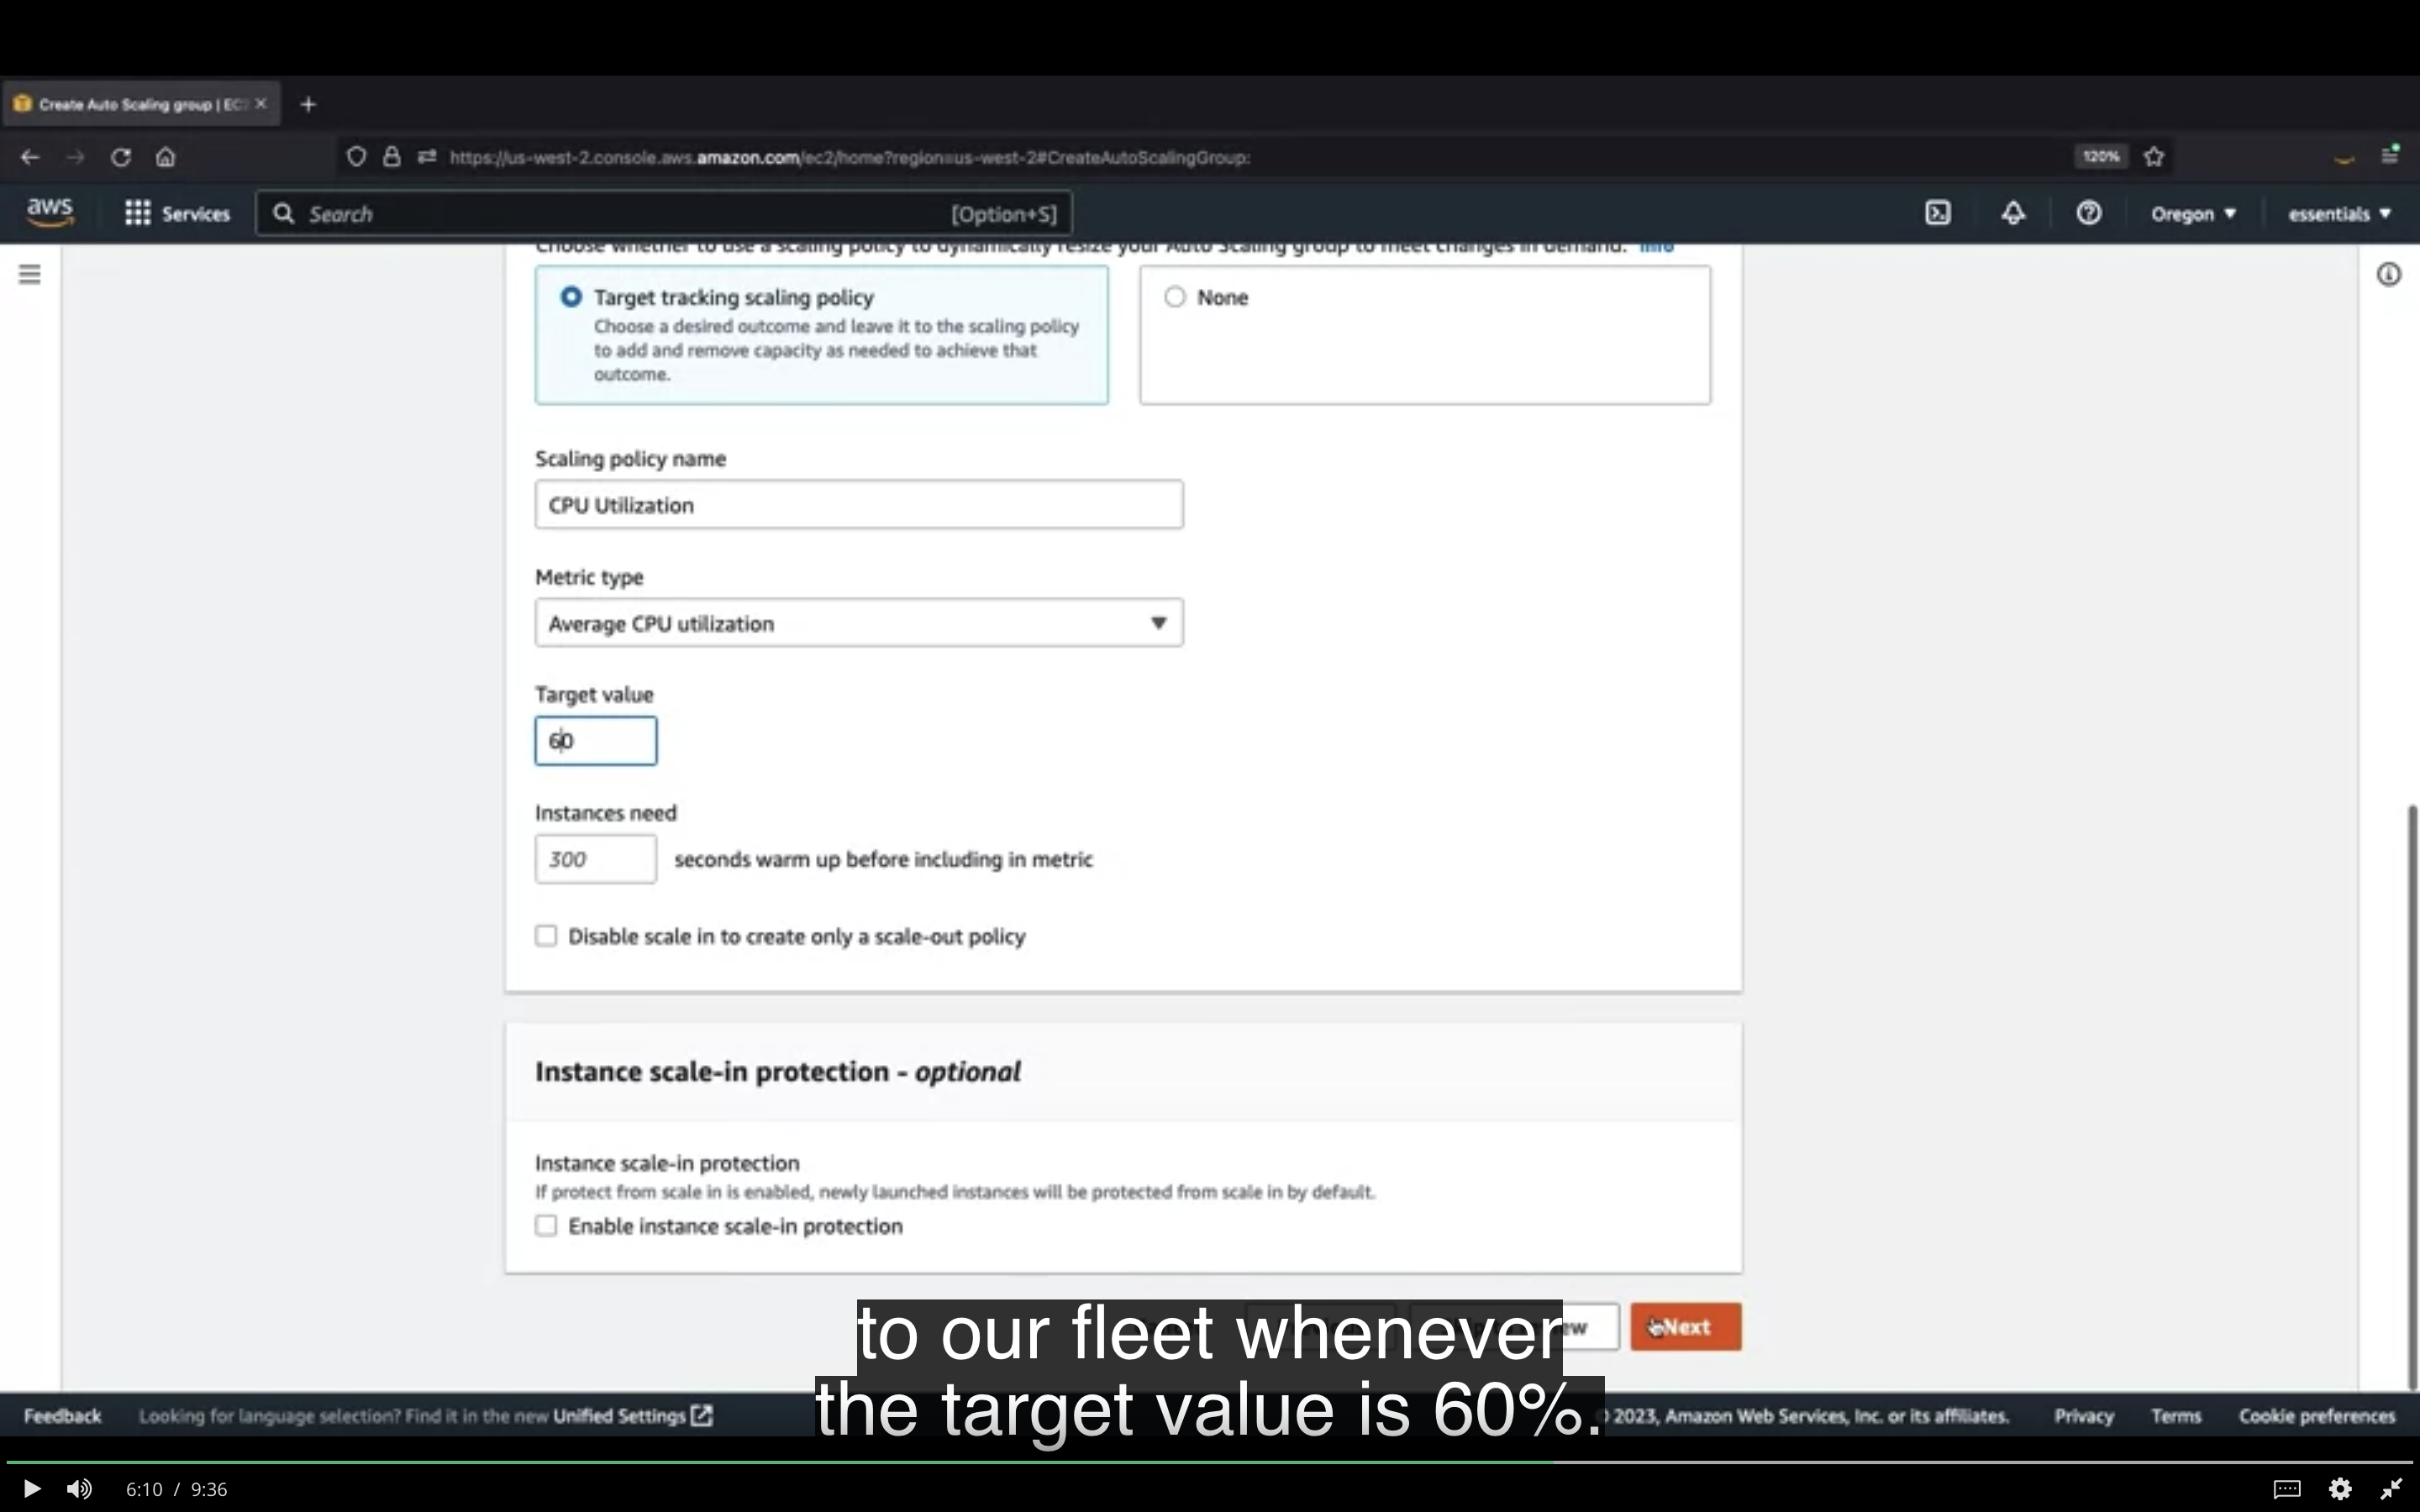 Create Auto Scaling group | EC
https://us-west-2.console.aws.amazon.com/ec2/home?region=us-west-2#CreateAutoScalingGroup:
120%
aws
Services
Search
[Option+S]
Oregon
essentials
Choose whether to use a scaling policy to dynamically resize your Auto Scaling group to meet changes in demand. Info
Target tracking scaling policy
Choose a desired outcome and leave it to the scaling policy
to add and remove capacity as needed to achieve that
outcome.
None
Scaling policy name
CPU Utilization
Metric type
Average CPU utilization
Target value
60
Instances need
300
seconds warm up before including in metric
Disable scale in to create only a scale-out policy
Instance scale-in protection - optional
Instance scale-in protection
If protect from scale in is enabled, newly launched instances will be protected from scale in by default.
Enable instance scale-in protection
Next
to our fleet whenever
the target value is 60%.
Feedback
Looking for language selection? Find it in the new Unified Settings
2023, Amazon Web Services, Inc. or its affiliates.
Privacy
Terms
Cookie preferences
6:10 / 9:36